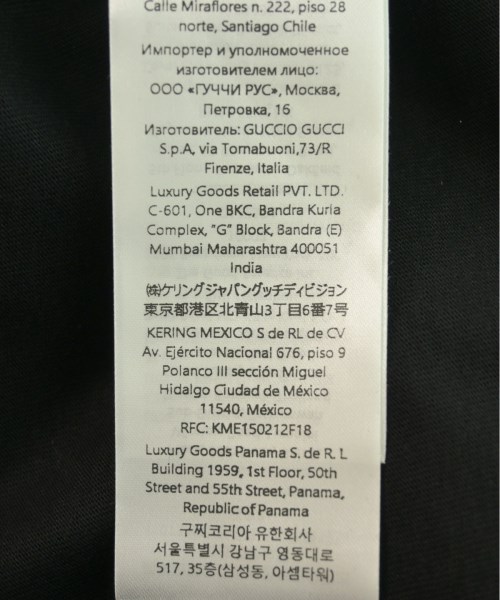 Calle Miraflores n. 222, piso 28
norte, Santiago Chile
Импортер и уполномоченное
изготовителем лицо:
ООО «ГУЧЧИ РУС», Москва,
Петровка, 16
Изготовитель: GUCCIO GUCCI
S.p.A, via Tornabuoni,73/R
Firenze, Italia
Luxury Goods Retail PVT. LTD.
C-601, One BKC, Bandra Kurla
Complex, "G" Block, Bandra (E)
Mumbai Maharashtra 400051
India
㈱ケリングジャパングッチディビジョン
東京都港区北青山3丁目6番7号
KERING MEXICO S de RL de CV
Av. Ejército Nacional 676, piso 9
Polanco III sección Miguel
Hidalgo Ciudad de México
11540, México
RFC: KME150212F18
Luxury Goods Panama S. de R. L
Building 1959, 1st Floor, 50th
Street and 55th Street, Panama,
Republic of Panama
구찌코리아 유한회사
서울특별시 강남구 영동대로
517, 35층(삼성동, 아셈타워)